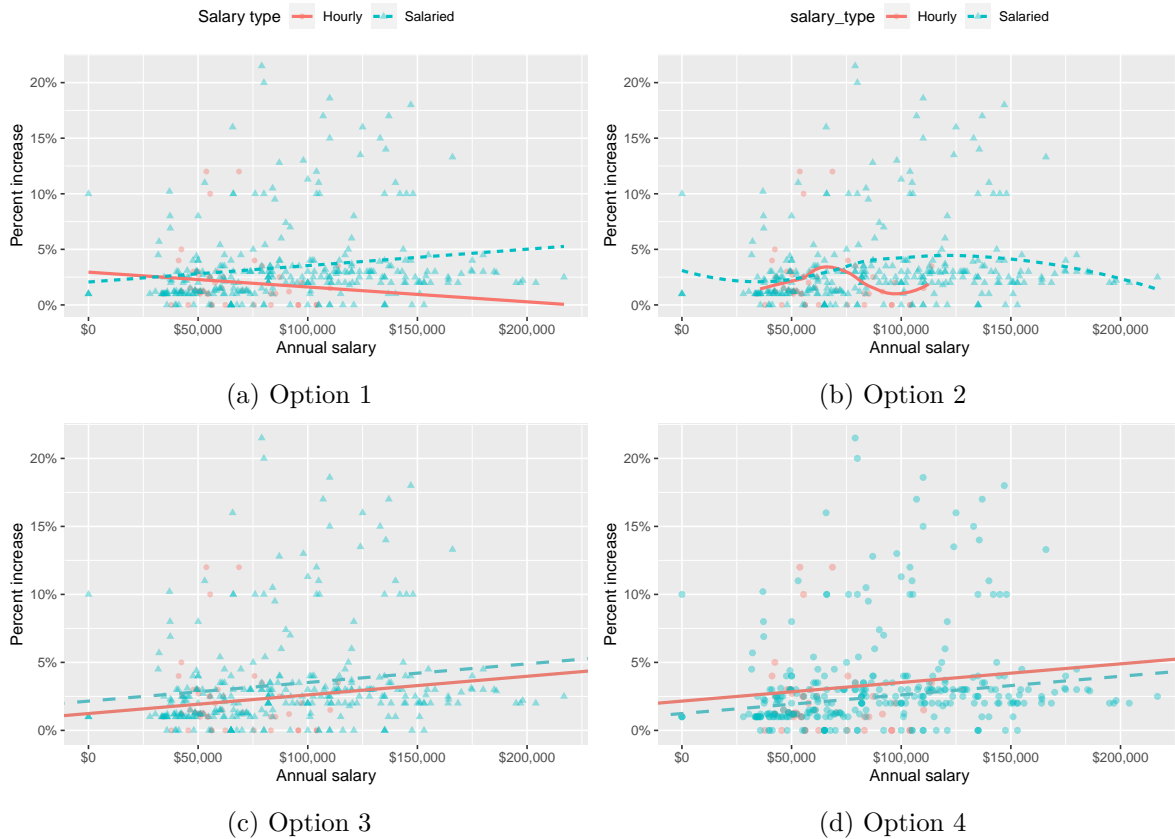 Salary type Hourly Salaried
20%
15%
10%
5%
0%
Percent increase
$0 $50,000 $100,000 $150,000 $200,000
Annual salary
(a) Option 1
salary_type Hourly Salaried
20%
15%
10%
5%
0%
Percent increase
$0 $50,000 $100,000 $150,000 $200,000
Annual salary
(b) Option 2
20%
15%
10%
5%
0%
Percent increase
$0 $50,000 $100,000 $150,000 $200,000
Annual salary
(c) Option 3
20%
15%
10%
5%
0%
Percent increase
$0 $50,000 $100,000 $150,000 $200,000
Annual salary
(d) Option 4